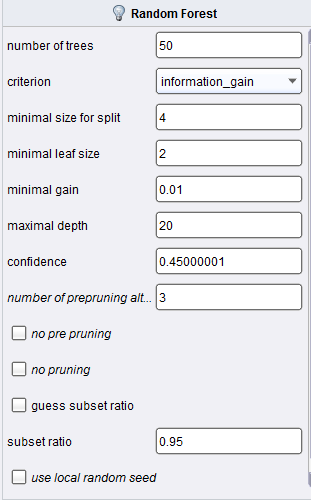 Random Forest
number of trees 50
criterion information_gain
minimal size for split 4
minimal leaf size 2
minimal gain 0.01
maximal depth 20
confidence 0.45000001
number of prepruning alt... 3
no pre pruning
no pruning
guess subset ratio
subset ratio 0.95
use local random seed